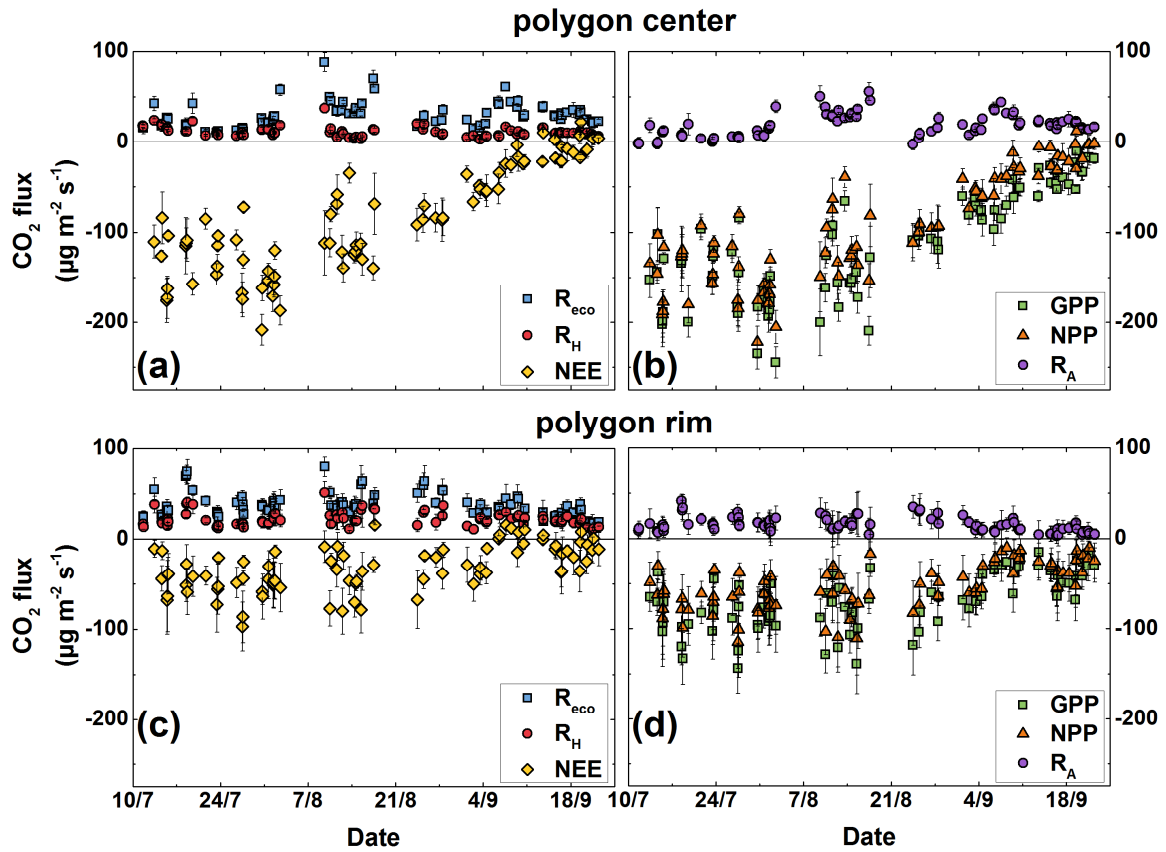 polygon center
100
0
-100
-200
CO2 flux
(µg m-2 s-1)
Reco
RH
NEE
(a)
100
0
-100
-200
GPP
NPP
RA
(b)
polygon rim
100
0
-100
-200
CO2 flux
(µg m-2 s-1)
Reco
RH
NEE
(c)
100
0
-100
-200
GPP
NPP
RA
(d)
10/7 24/7 7/8 21/8 4/9 18/9
10/7 24/7 7/8 21/8 4/9 18/9
Date
Date